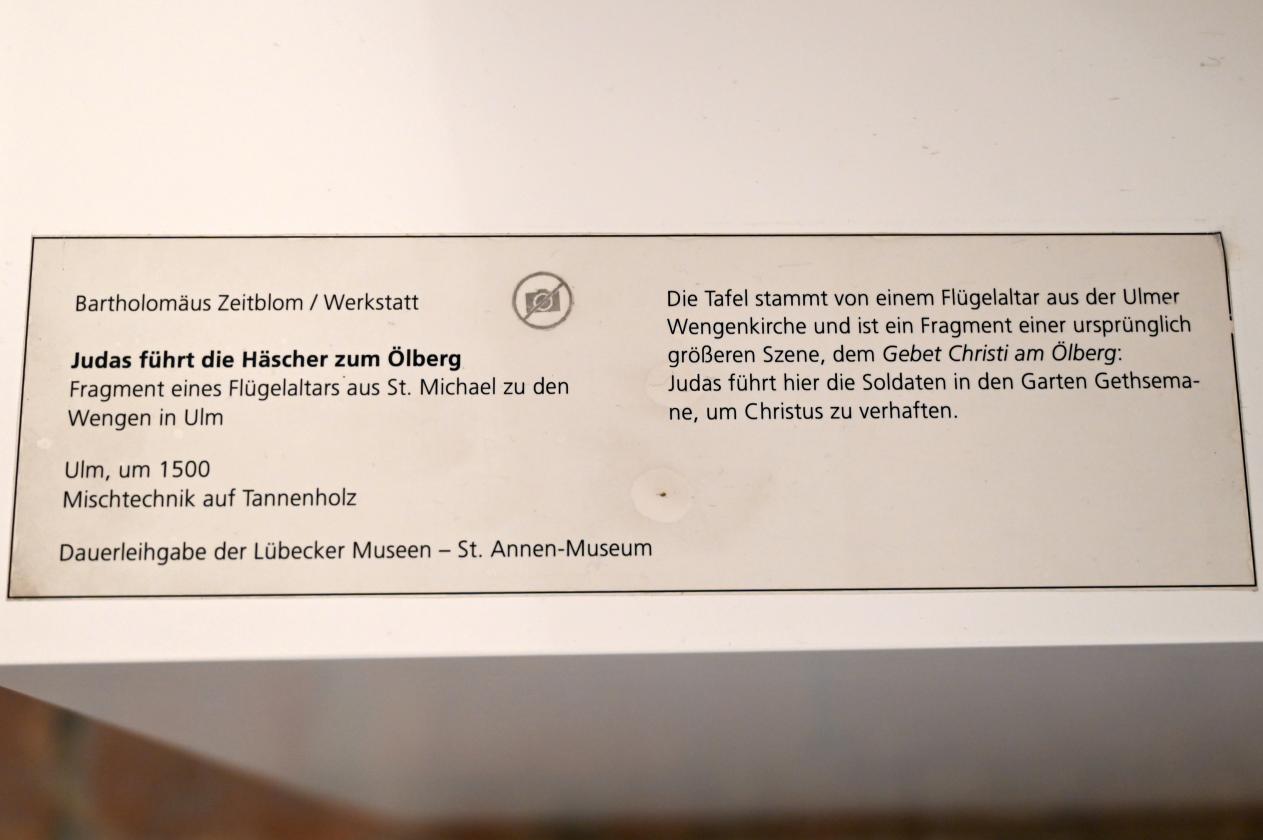 Bartholomäus Zeitblom / Werkstatt
Judas führt die Häscher zum Ölberg
Fragment eines Flügelaltars aus St. Michael zu den
Wengen in Ulm
Ulm, um 1500
Mischtechnik auf Tannenholz
Dauerleihgabe der Lübecker Museen – St. Annen-Museum
Die Tafel stammt von einem Flügelaltar aus der Ulmer
Wengenkirche und ist ein Fragment einer ursprünglich
größeren Szene, dem Gebet Christi am Ölberg:
Judas führt hier die Soldaten in den Garten Gethsema-
ne, um Christus zu verhaften.